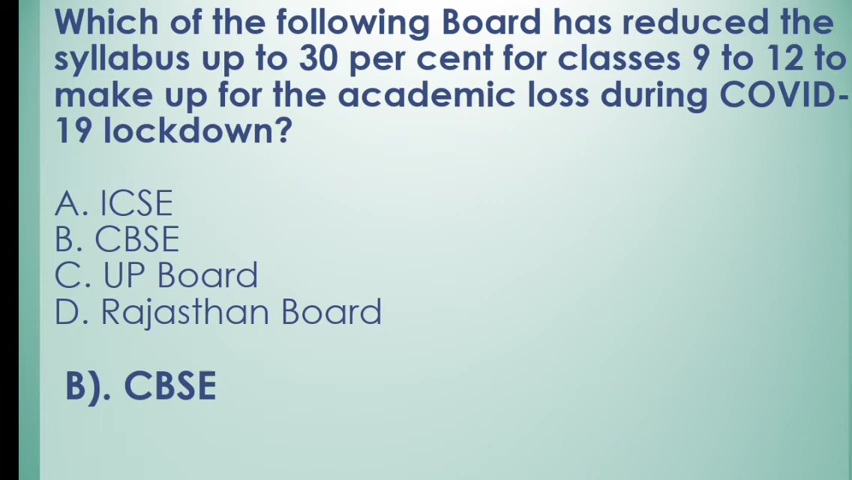 Which of the following Board has reduced the
syllabus up to 30 per cent for classes 9 to 12 to
make up for the academic loss during COVID-
19 lockdown?
A. ICSE
B. CBSE
C. UP Board
D. Rajasthan Board
B). CBSE